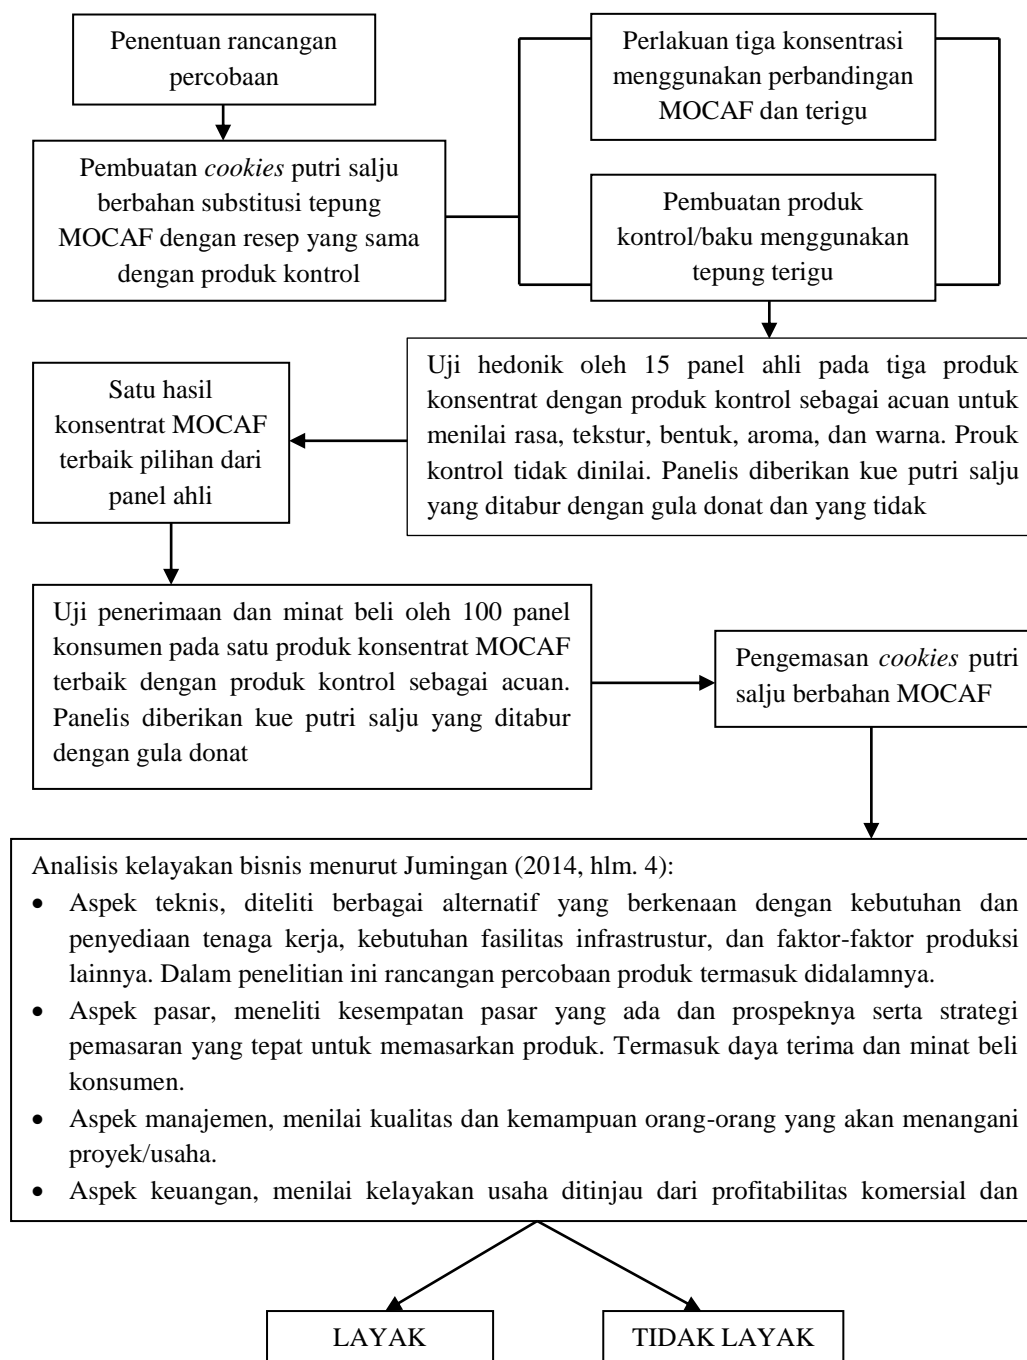 Penentuan rancangan
percobaan
Perlakuan tiga konsentrasi
menggunakan perbandingan
MOCAF dan terigu
Pembuatan cookies putri salju
berbahan substitusi tepung
MOCAF dengan resep yang sama
dengan produk kontrol
Pembuatan produk
kontrol/baku menggunakan
tepung terigu
Uji hedonik oleh 15 panel ahli pada tiga produk
konsentrat dengan produk kontrol sebagai acuan untuk
menilai rasa, tekstur, bentuk, aroma, dan warna. Prouk
kontrol tidak dinilai. Panelis diberikan kue putri salju
yang ditabur dengan gula donat dan yang tidak
Satu hasil
konsentrat MOCAF
terbaik pilihan dari
panel ahli
Uji penerimaan dan minat beli oleh 100 panel
konsumen pada satu produk konsentrat MOCAF
terbaik dengan produk kontrol sebagai acuan.
Panelis diberikan kue putri salju yang ditabur
dengan gula donat
Pengemasan cookies putri
salju berbahan MOCAF
Analisis kelayakan bisnis menurut Jumingan (2014, hlm. 4):
• Aspek teknis, diteliti berbagai alternatif yang berkenaan dengan kebutuhan dan
penyediaan tenaga kerja, kebutuhan fasilitas infrastrustur, dan faktor-faktor produksi
lainnya. Dalam penelitian ini rancangan percobaan produk termasuk didalamnya.
• Aspek pasar, meneliti kesempatan pasar yang ada dan prospeknya serta strategi
pemasaran yang tepat untuk memasarkan produk. Termasuk daya terima dan minat beli
konsumen.
• Aspek manajemen, menilai kualitas dan kemampuan orang-orang yang akan menangani
proyek/usaha.
• Aspek keuangan, menilai kelayakan usaha ditinjau dari profitabilitas komersial dan
LAYAK
TIDAK LAYAK